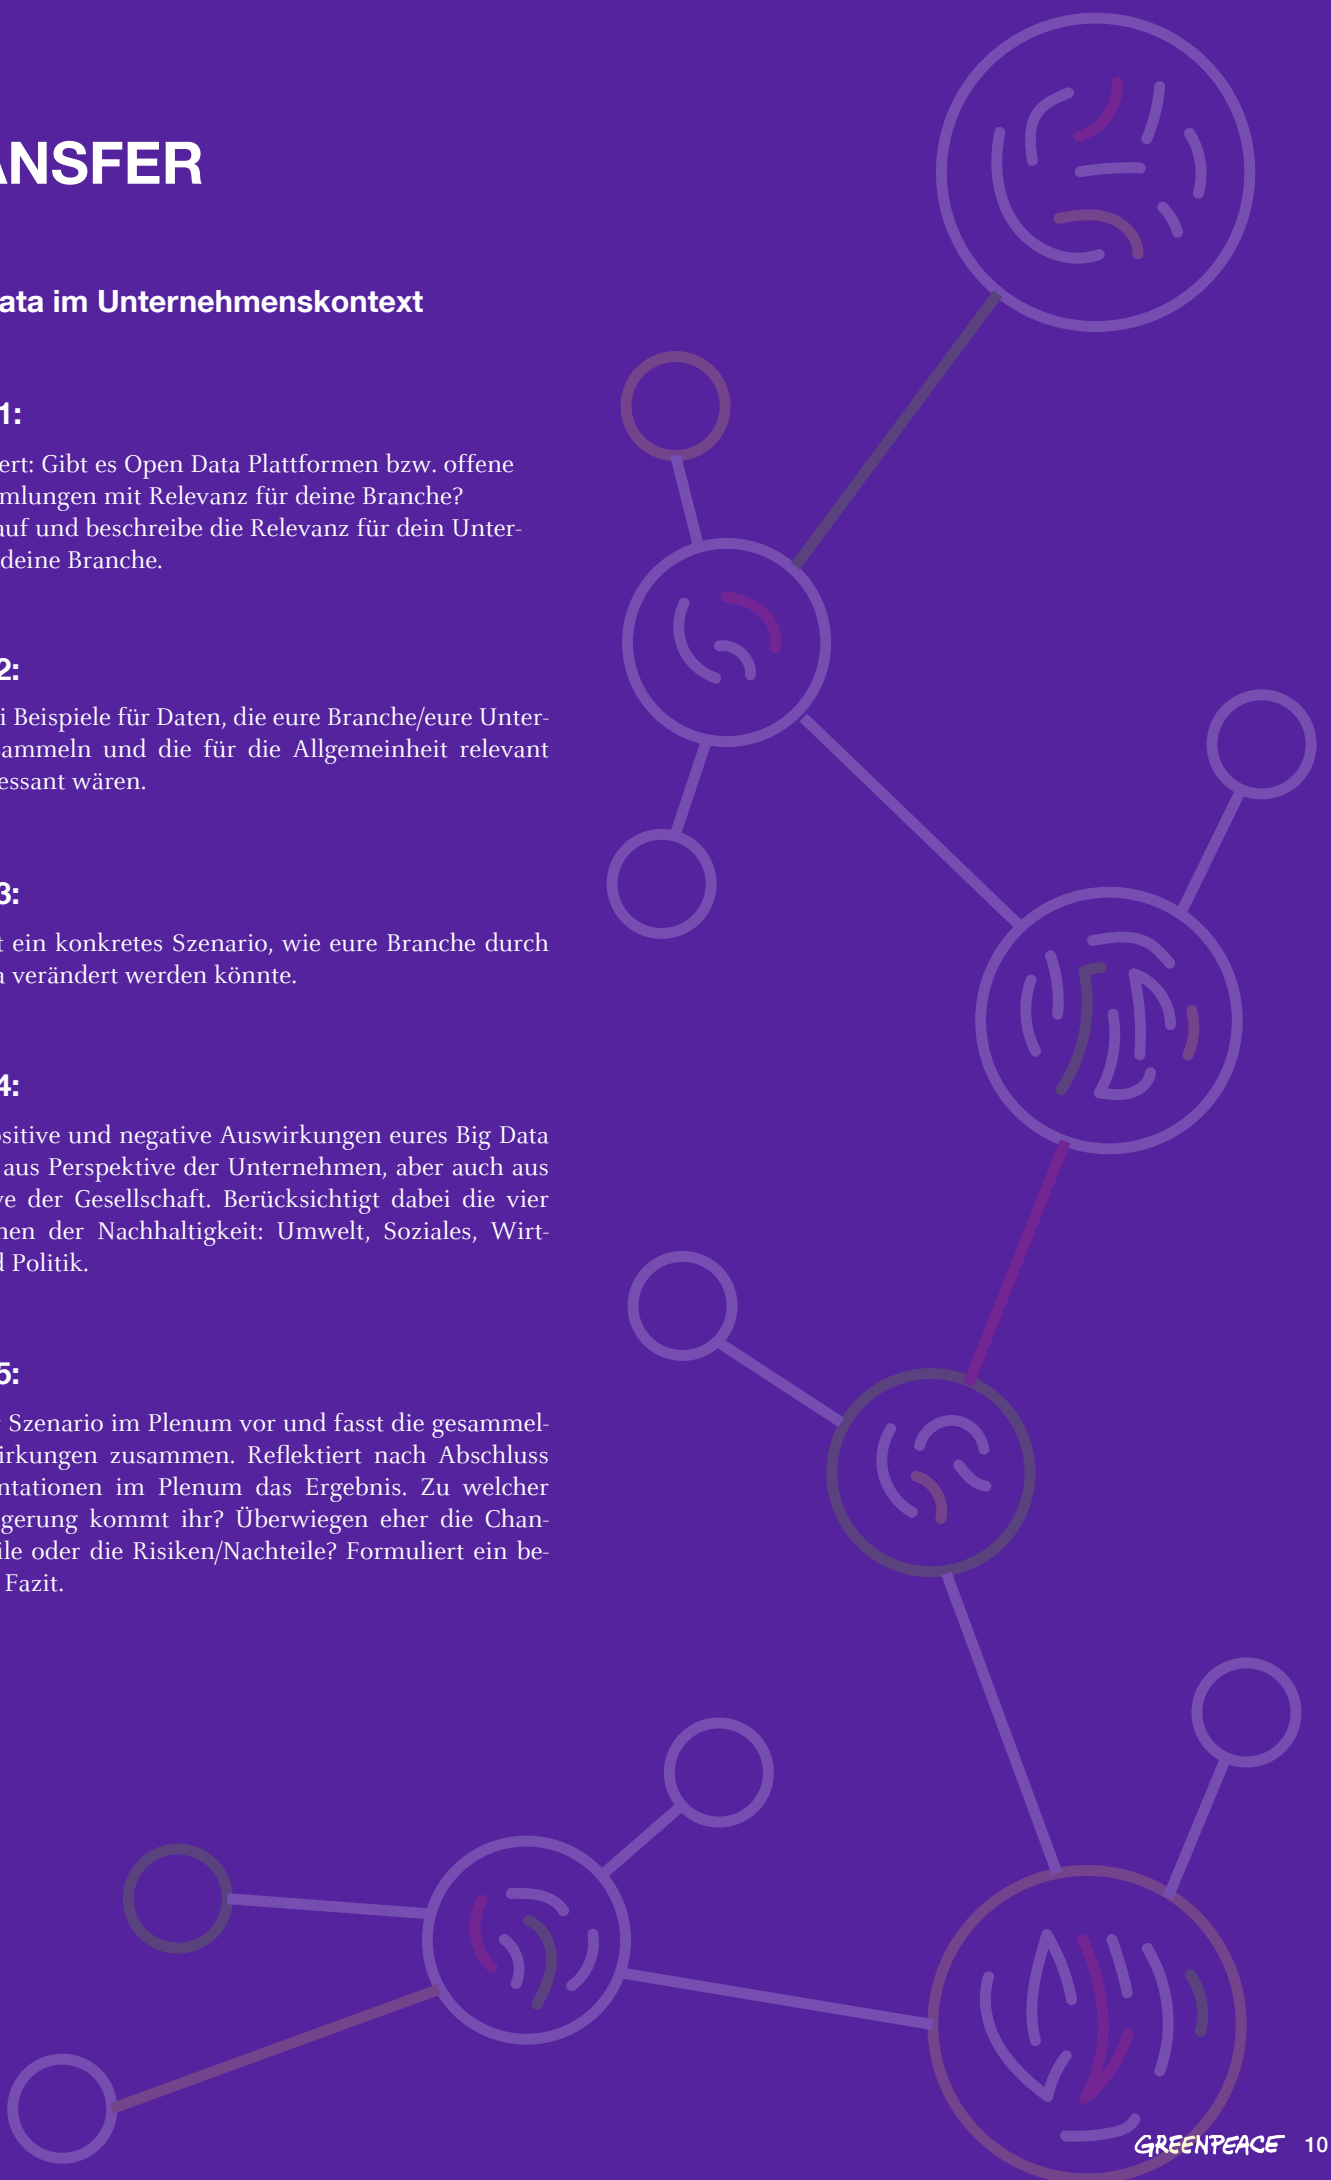 ANSFER
ata im Unternehmenskontext
1:
ert: Gibt es Open Data Plattformen bzw. offene
mlungen mit Relevanz für deine Branche?
auf und beschreibe die Relevanz für dein Unter-
deine Branche.
2:
i Beispiele für Daten, die eure Branche/eure Unter-
ammeln und die für die Allgemeinheit relevant
essant wären.
3:
t ein konkretes Szenario, wie eure Branche durch
a verändert werden könnte.
4:
sitive und negative Auswirkungen eures Big Data
aus Perspektive der Unternehmen, aber auch aus
ve der Gesellschaft. Berücksichtigt dabei die vier
nen der Nachhaltigkeit: Umwelt, Soziales, Wirt-
d Politik.
5:
r Szenario im Plenum vor und fasst die gesammel-
irkungen zusammen. Reflektiert nach Abschluss
ntationen im Plenum das Ergebnis. Zu welcher
gerung kommt ihr? Überwiegen eher die Chan-
ile oder die Risiken/Nachteile? Formuliert ein be-
Fazit.
GREENPEACE 10